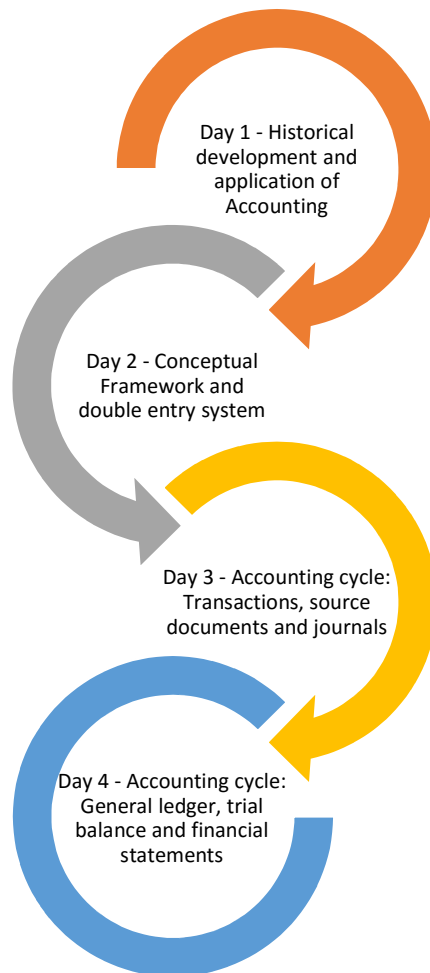 Day 1 - Historical
development and
application of
Accounting
Day 2 - Conceptual
Framework and
double entry system
Day 3 - Accounting cycle:
Transactions, source
documents and journals
Day 4 - Accounting cycle:
General ledger, trial
balance and financial
statements